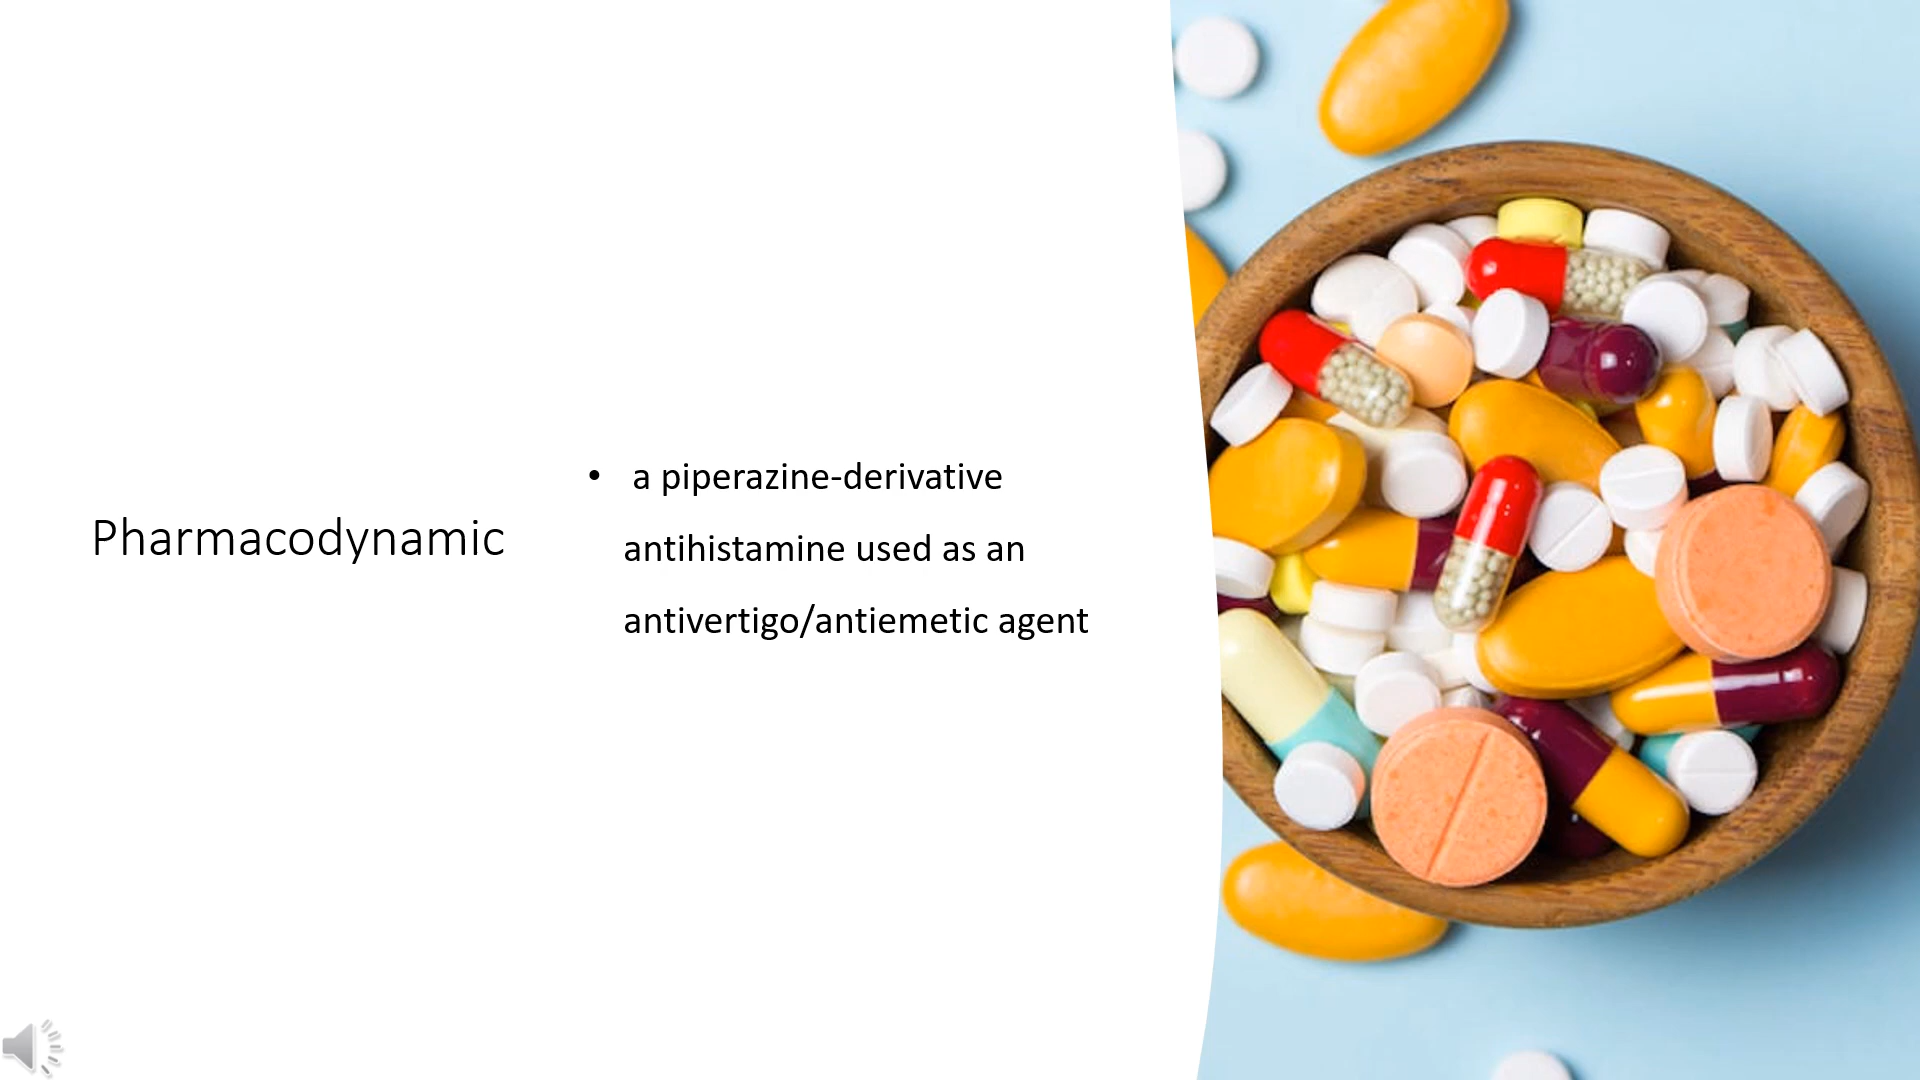 Pharmacodynamic
• a piperazine-derivative
antihistamine used as an
antivertigo/antiemetic agent